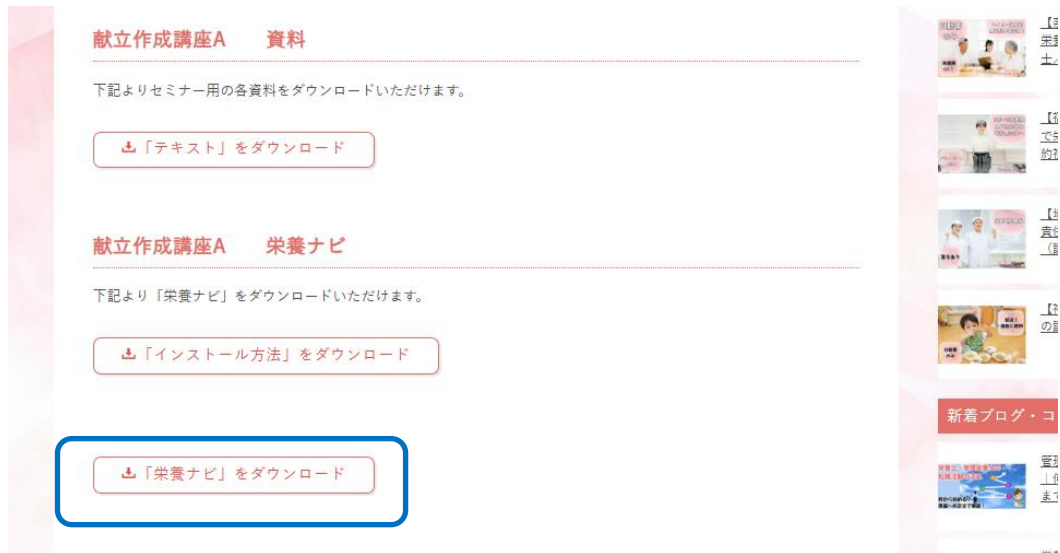 献立作成講座A 資料
下記よりセミナー用の各資料をダウンロードいただけます。
「テキスト」をダウンロード
献立作成講座A 栄養ナビ
下記より「栄養ナビ」をダウンロードいただけます。
「インストール方法」をダウンロード
「栄養ナビ」をダウンロード
新着ブログ・コ